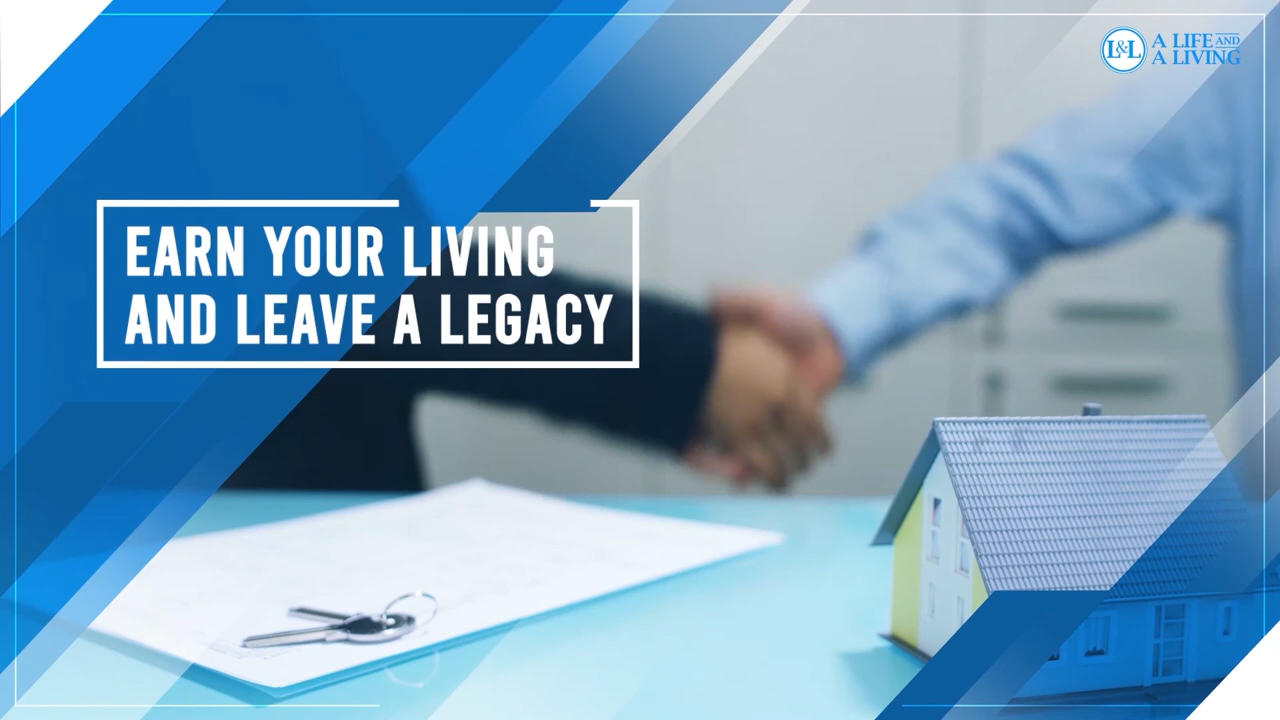 L&L
A LIFE AND
A LIVING
EARN YOUR LIVING
AND LEAVE A LEGACY